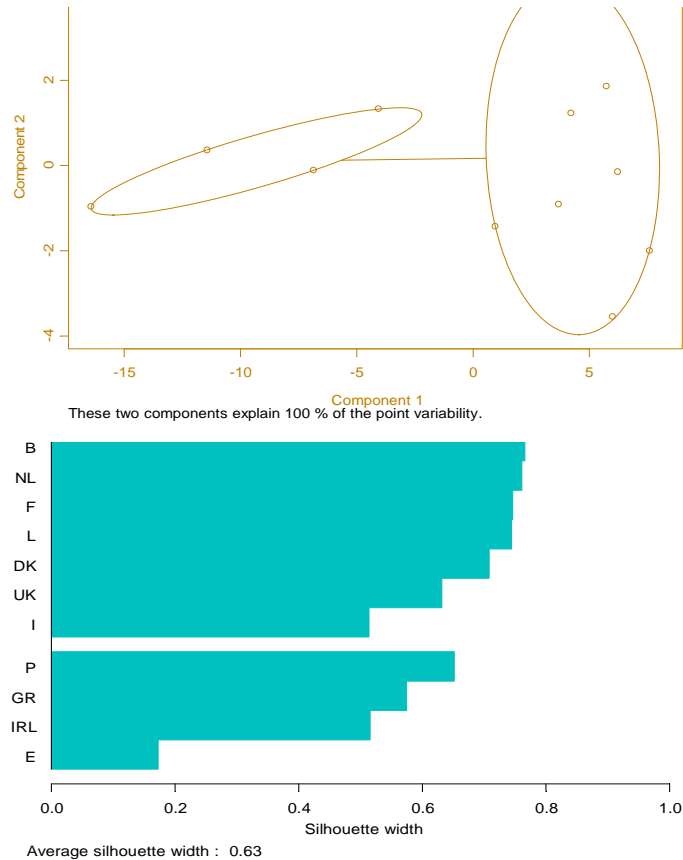 2
0
-2
-4
Component 2
-15 -10 -5 0 5
Component 1
These two components explain 100 % of the point variability.
B
NL
F
L
DK
UK
I
P
GR
IRL
E
0.0 0.2 0.4 0.6 0.8 1.0
Silhouette width
Average silhouette width : 0.63